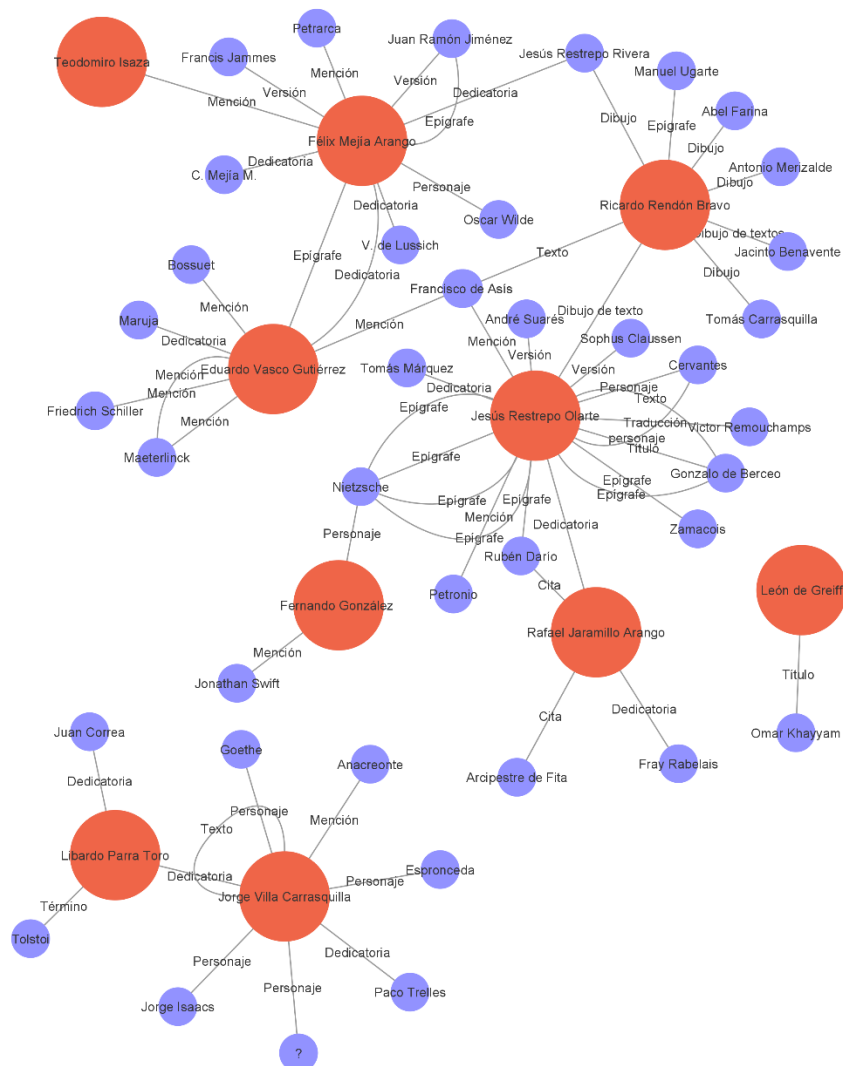 Petrarca
Juan Ramón Jiménez
Francis Jammes
Jesús Restrepo Rivera
Teodomiro Isaza
Mención
Manuel Ugarte
Versión
Versión
Dedicatoria
Mención
Abel Farina
Epígrafe
Dibujo
Epígrafe
Dibujo
Félix Mejía Arango
Antonio Merizalde
Dedicatoria
C. Mejía M.
Dibujo
Personaje
Dedicatoria
Ricardo Rendón Bravo
Oscar Wilde
Dibujo de textos
V. de Lussich
Jacinto Benavente
Epígrafe
Texto
Bossuet
Dedicatoria
Dibujo
Francisco de Asís
Mención
Dibujo de texto
Maruja
André Suarés
Tomás Carrasquilla
Mención
Dedicatoria
Mención
Sophus Claussen
Versión
Cervantes
Tomás Márquez
Versión
Eduardo Vasco Gutiérrez
Mención
Dedicatoria
Personaje
Mención
Texto
Friedrich Schiller
Epígrafe
Mención
Jesús Restrepo Olarte
Traducción
Victor Remouchamps
personaje
Título
Maeterlinck
Epígrafe
Gonzalo de Berceo
Nietzsche
Epígrafe
Epígrafe
Epígrafe
Epígrafe
Mención
Dedicatoria
Zamacois
Personaje
Epígrafe
Rubén Darío
Cita
León de Greiff
Petronio
Fernando González
Rafael Jaramillo Arango
Mención
Título
Jonathan Swift
Dedicatoria
Cita
Juan Correa
Goethe
Omar Khayyam
Anacreonte
Fray Rabelais
Arcipestre de Fita
Dedicatoria
Personaje
Mención
Texto
Libardo Parra Toro
Espronceda
Dedicatoria
Personaje
Jorge Villa Carrasquilla
Término
Tolstoi
Personaje
Dedicatoria
Personaje
Paco Trelles
Jorge Isaacs
?